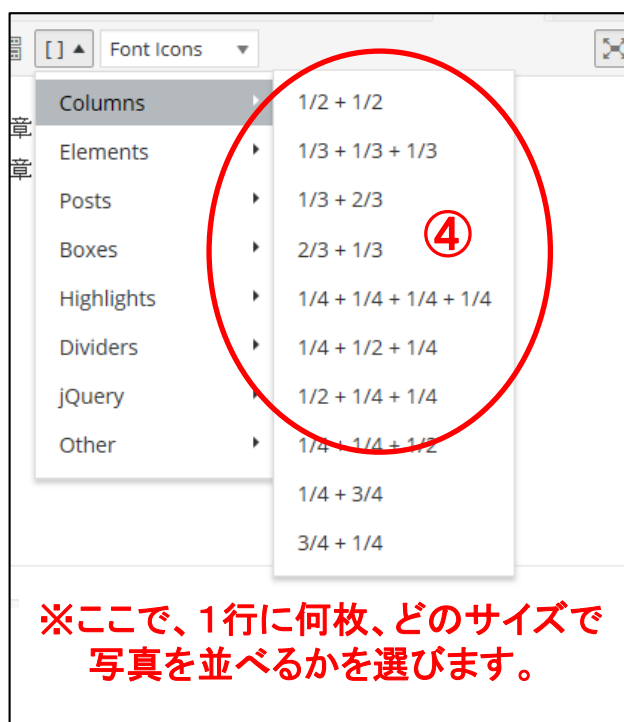 [ ] ▲ Font Icons ▼
章
章
Columns
Elements
Posts
Boxes
Highlights
Dividers
jQuery
Other
1/2 + 1/2
1/3 + 1/3 + 1/3
1/3 + 2/3
2/3 + 1/3
④
1/4 + 1/4 + 1/4 + 1/4
1/4 + 1/2 + 1/4
1/2 + 1/4 + 1/4
1/4 + 1/4 + 1/2
1/4 + 3/4
3/4 + 1/4
※ここで、1行に何枚、どのサイズで
写真を並べるかを選びます。